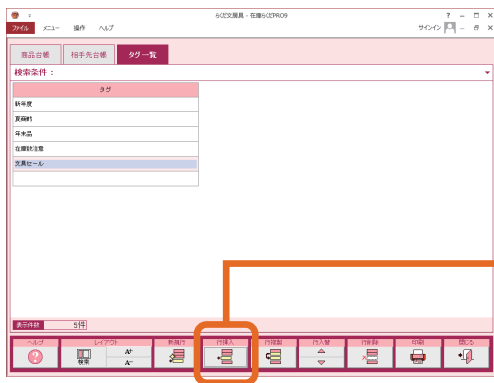 らくだ文房具 - 在庫らくだPRO9
ファイル メニュー 操作 ヘルプ サインイン
商品台帳 相手先台帳 タグ一覧
検索条件：
タグ
新年度
夏商戦
年末品
在庫数注意
文具セール
表示件数 5件
ヘルプ レイアウト 新規行 行挿入 行複製 行入替 行削除 印刷 閉じる
検索 A+ A-